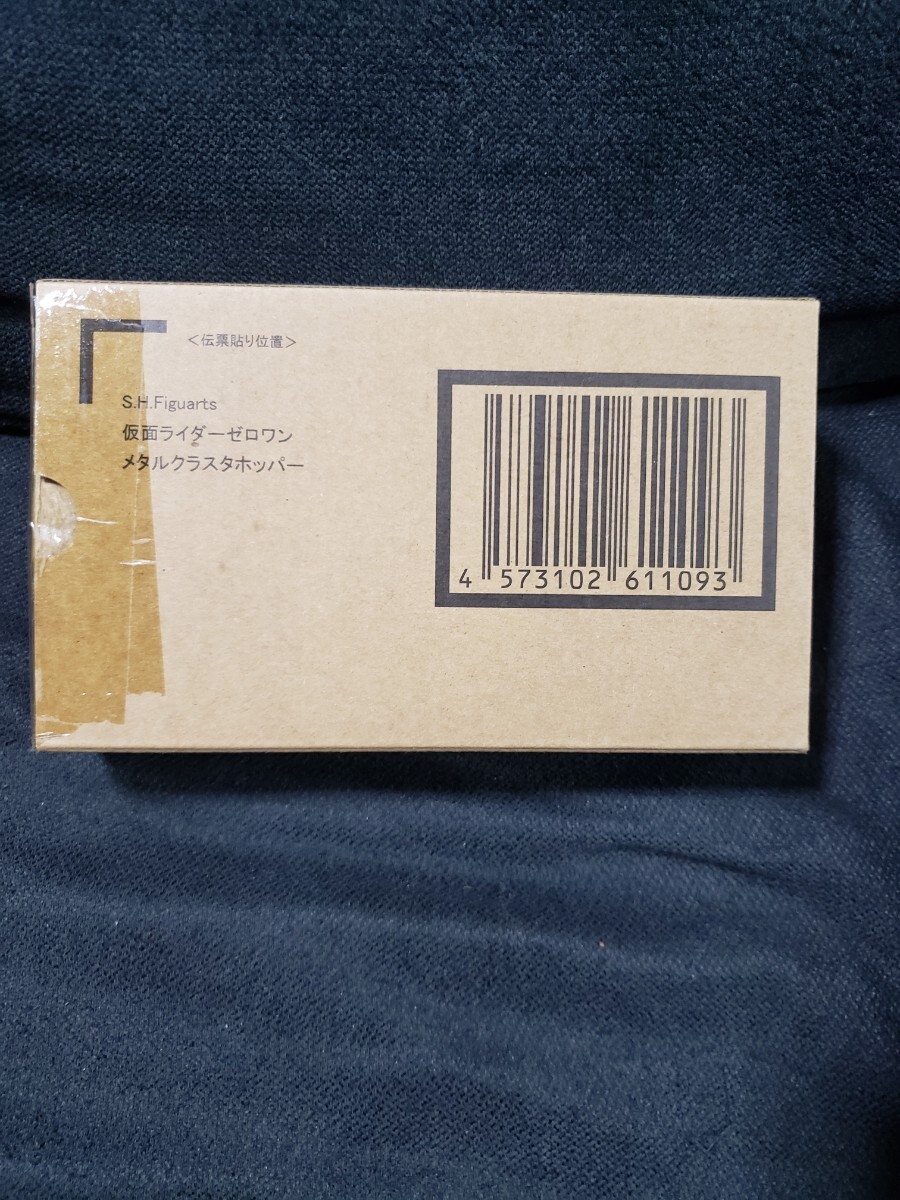 <伝票貼り位置>
S.H.Figuarts
仮面ライダーゼロワン
メタルクラスタホッパー
4 573102 611093